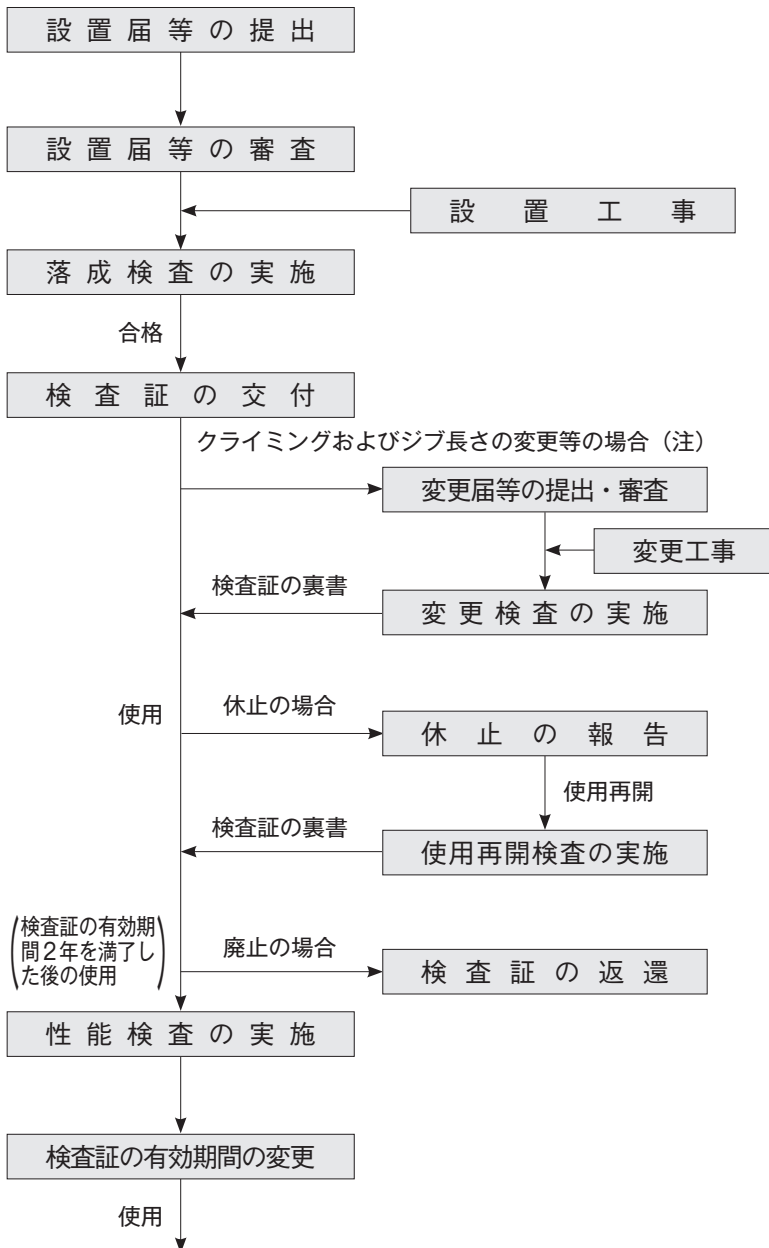 設置届等の提出
設置届等の審査
設置工事
落成検査の実施
合格
検査証の交付
クライミングおよびジブ長さの変更等の場合（注）
変更届等の提出・審査
変更工事
検査証の裏書
変更検査の実施
使用
休止の場合
休止の報告
使用再開
検査証の裏書
使用再開検査の実施
（検査証の有効期
間２年を満了し
た後の使用）
廃止の場合
検査証の返還
性能検査の実施
検査証の有効期間の変更
使用